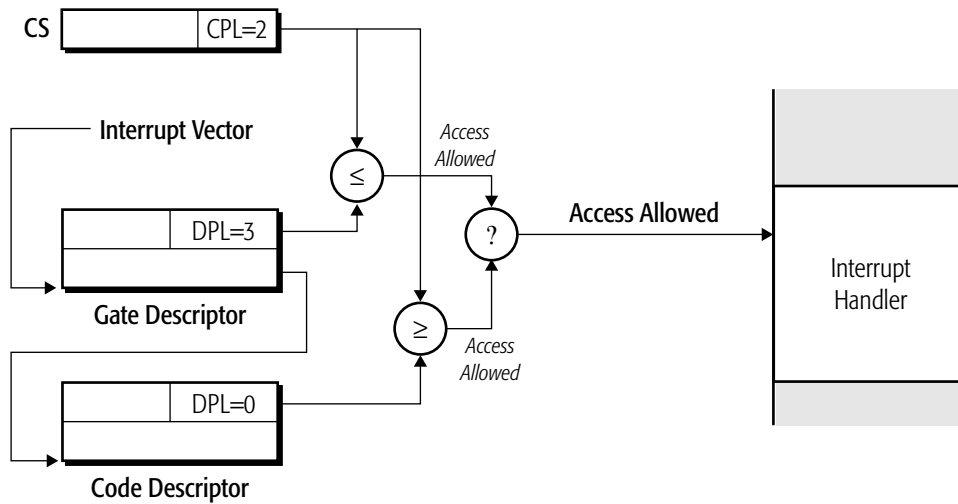 CS
CPL=2
Interrupt Vector
Access
Allowed
≤
DPL=3
?
Access Allowed
Interrupt
Handler
Gate Descriptor
≥
Access
Allowed
DPL=0
Code Descriptor